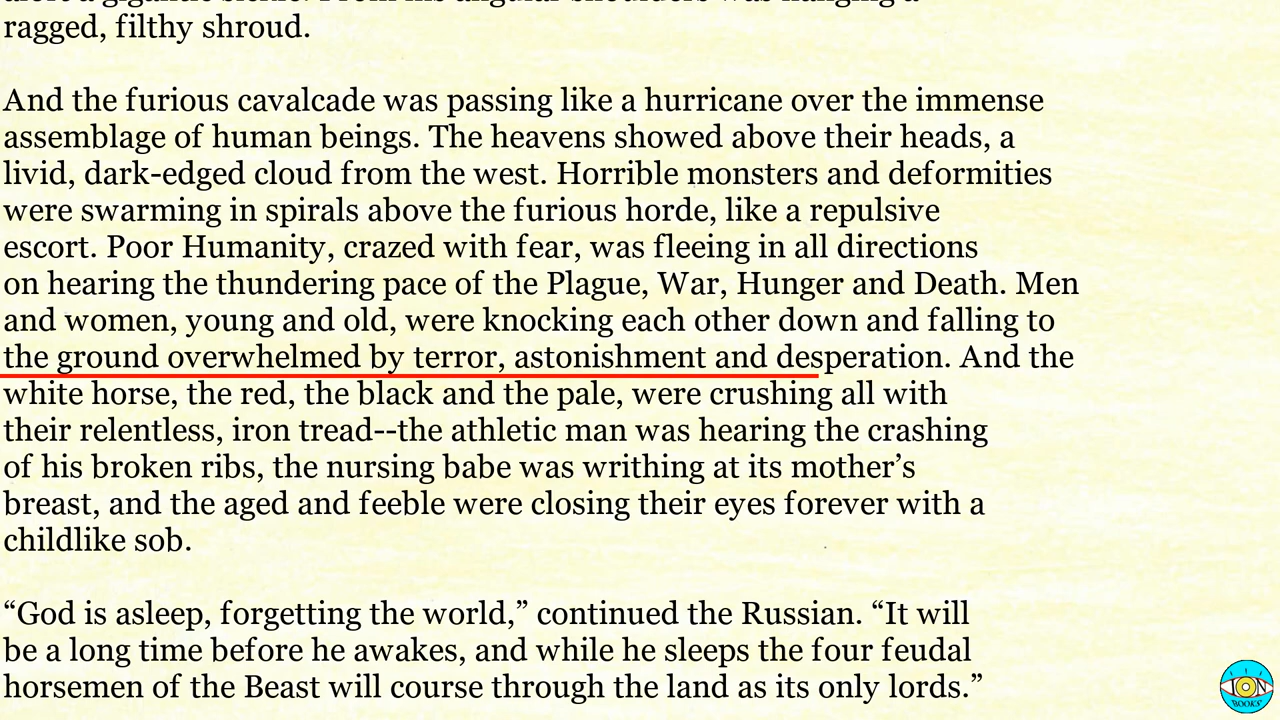 ragged, filthy shroud.
And the furious cavalcade was passing like a hurricane over the immense
assemblage of human beings. The heavens showed above their heads, a
livid, dark-edged cloud from the west. Horrible monsters and deformities
were swarming in spirals above the furious horde, like a repulsive
escort. Poor Humanity, crazed with fear, was fleeing in all directions
on hearing the thundering pace of the Plague, War, Hunger and Death. Men
and women, young and old, were knocking each other down and falling to
the ground overwhelmed by terror, astonishment and desperation. And the
white horse, the red, the black and the pale, were crushing all with
their relentless, iron tread--the athletic man was hearing the crashing
of his broken ribs, the nursing babe was writhing at its mother’s
breast, and the aged and feeble were closing their eyes forever with a
childlike sob.
“God is asleep, forgetting the world,” continued the Russian. “It will
be a long time before he awakes, and while he sleeps the four feudal
horsemen of the Beast will course through the land as its only lords.”
ION
BOOKS